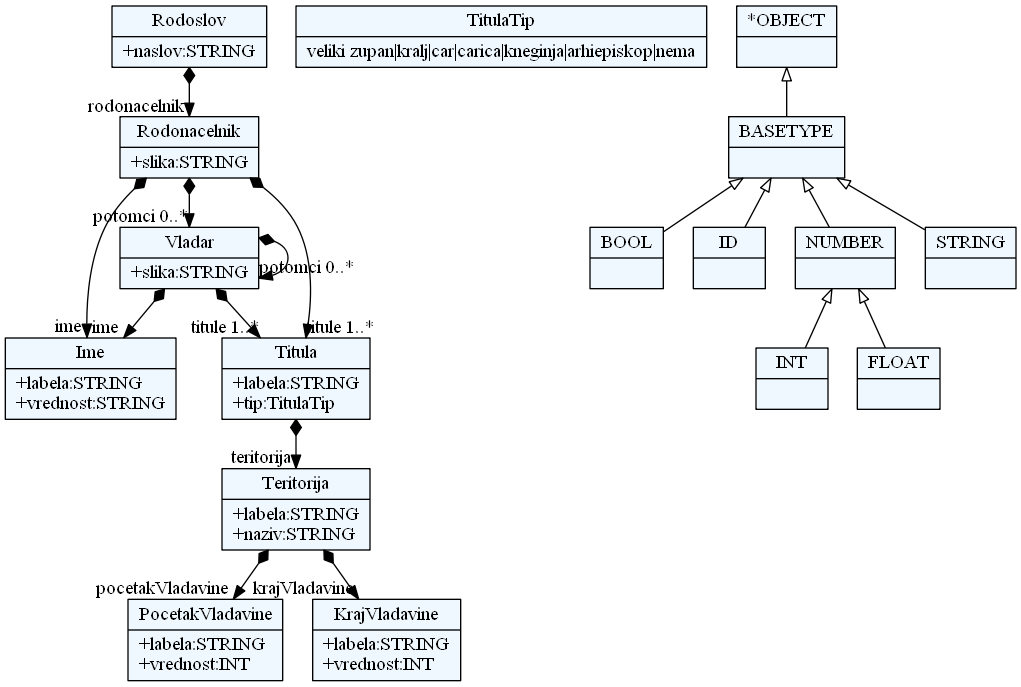 Rodoslov
+naslov:STRING
TitulaTip
veliki zupan|kralj|car|carica|kneginja|arhiepiskop|nema
*OBJECT
rodonacelnik
Rodonacelnik
+slika:STRING
BASETYPE
potomci 0..*
Vladar
+slika:STRING
potomci 0..*
BOOL
ID
NUMBER
STRING
ime
ime
titule 1..*
titule 1..*
Ime
+labela:STRING
+vrednost:STRING
Titula
+labela:STRING
+tip:TitulaTip
INT
FLOAT
teritorija
Teritorija
+labela:STRING
+naziv:STRING
pocetakVladavine
krajVladavine
PocetakVladavine
+labela:STRING
+vrednost:INT
KrajVladavine
+labela:STRING
+vrednost:INT